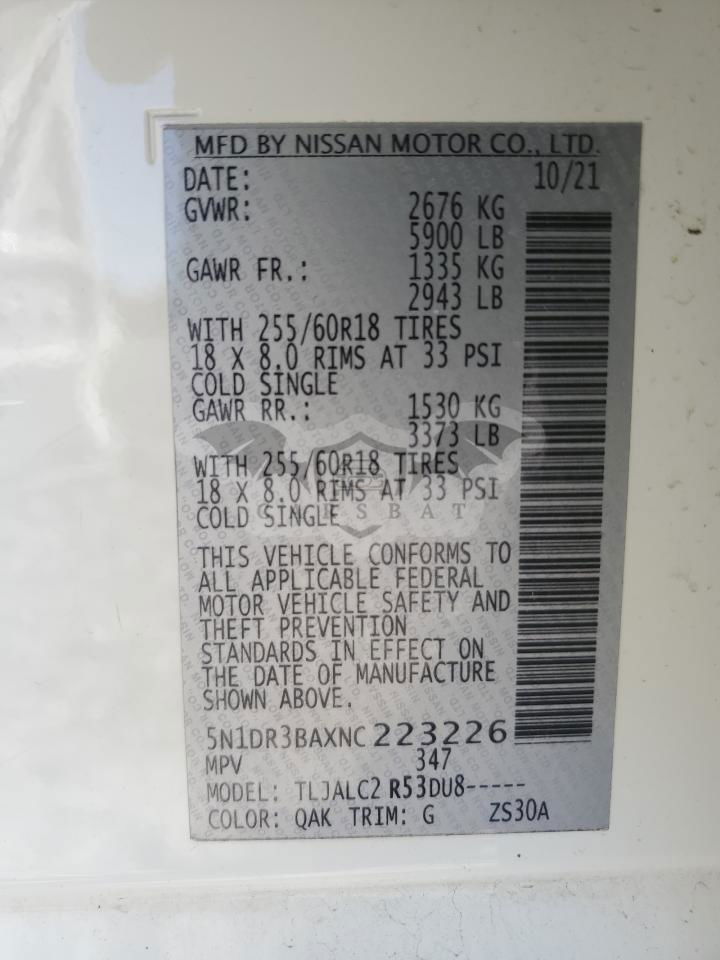 MFD BY NISSAN MOTOR CO., LTD.
DATE: 10/21
GVWR: 2676 KG
5900 LB
GAWR FR.: 1335 KG
2943 LB
WITH 255/60R18 TIRES
18 X 8.0 RIMS AT 33 PSI
COLD SINGLE
GAWR RR.: 1530 KG
3373 LB
WITH 255/60R18 TIRES
18 X 8.0 RIMS AT 33 PSI
COLD SINGLE
THIS VEHICLE CONFORMS TO
ALL APPLICABLE FEDERAL
MOTOR VEHICLE SAFETY AND
THEFT PREVENTION
STANDARDS IN EFFECT ON
THE DATE OF MANUFACTURE
SHOWN ABOVE.
5N1DR3BAXNC 223226
MPV 347
MODEL: TLJALC2 R53DU8-----
COLOR: QAK TRIM: G ZS30A